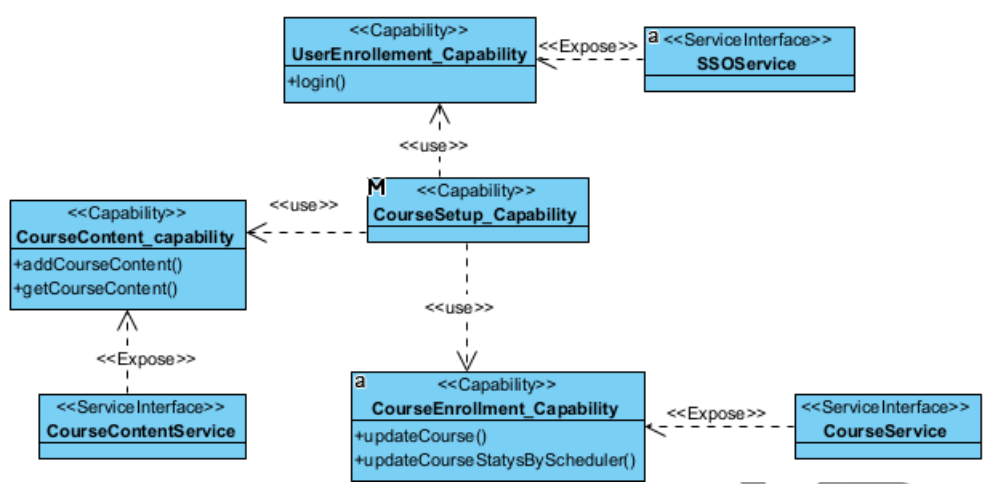 <<Capability>>
UserEnrollement_Capability
+login()
<<Expose>>
a <<ServiceInterface>>
SSOService
<<use>>
M <<Capability>>
CourseSetup_Capability
<<use>>
<<Capability>>
CourseContent_capability
+addCourseContent()
+getCourseContent()
<<use>>
<<Expose>>
<<ServiceInterface>>
CourseContentService
a <<Capability>>
CourseEnrollment_Capability
+updateCourse()
+updateCourseStatysByScheduler()
<<Expose>>
<<ServiceInterface>>
CourseService